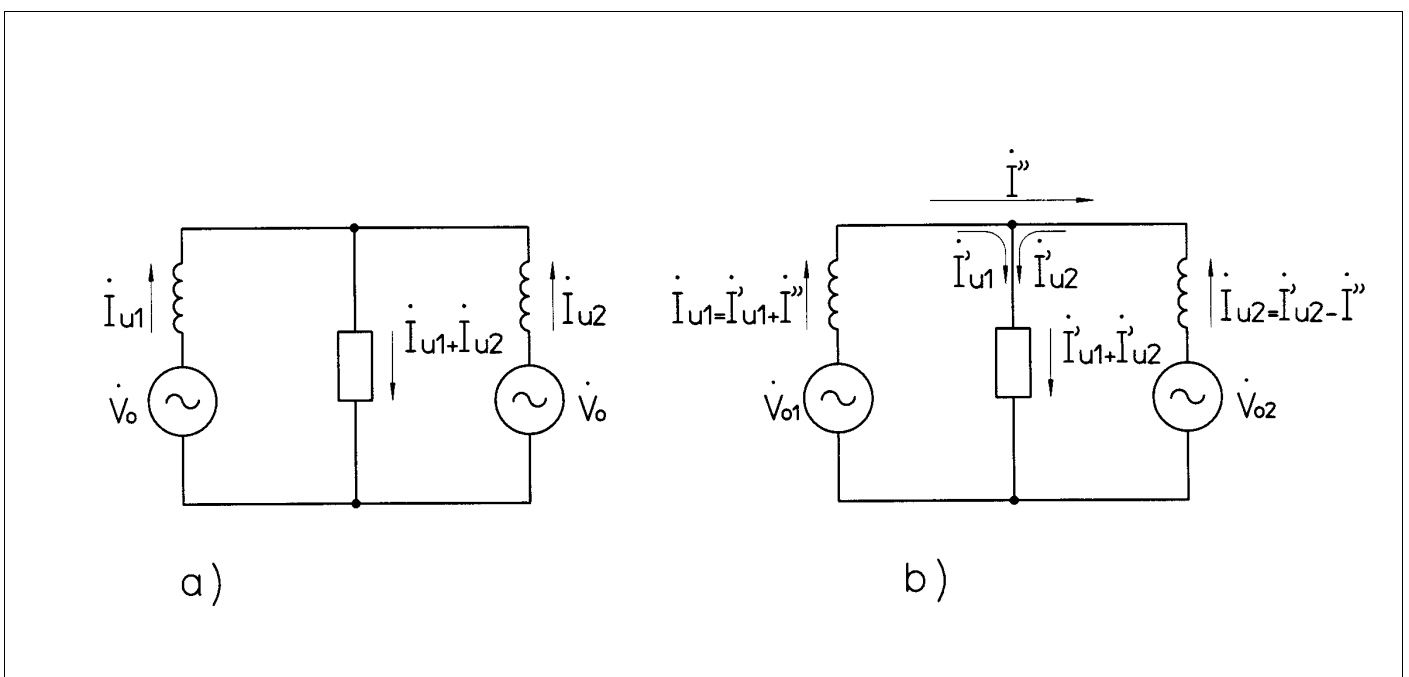 İu1
V̇o
İu1+İu2
İu2
V̇o
a)
İ”
İu1=İ’u1+İ”
İ’u1
İ’u2
İu2=İ’u2-İ”
İ’u1+İ’u2
V̇o1
V̇o2
b)